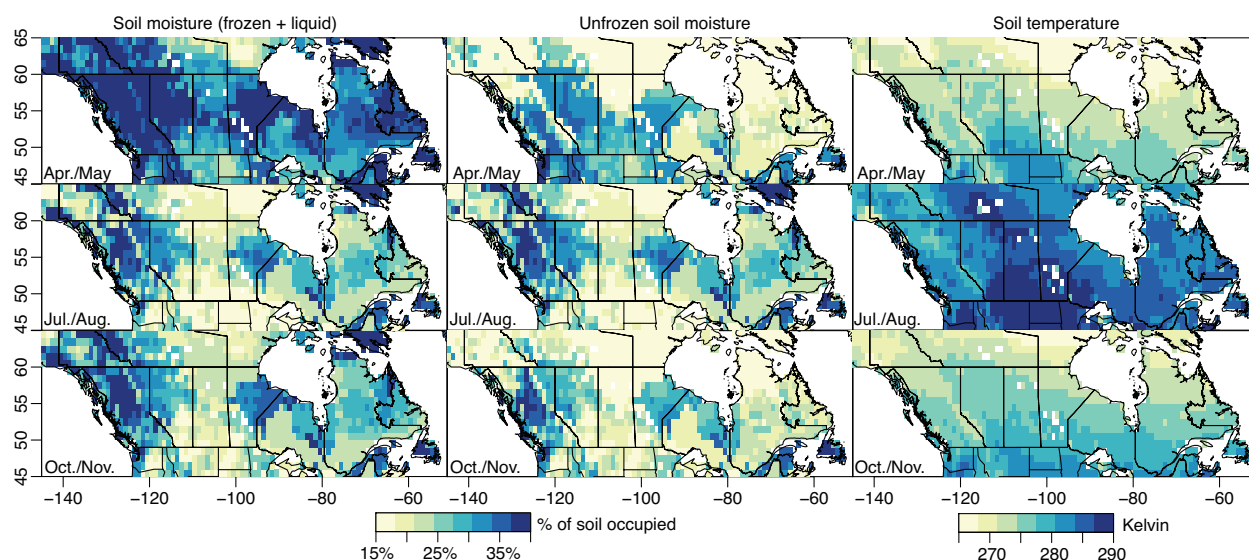 Soil moisture (frozen + liquid) Unfrozen soil moisture Soil temperature
65
60
55
50
45
Apr./May Apr./May Apr./May
60
55
50
45
Jul./Aug. Jul./Aug. Jul./Aug.
60
55
50
45
Oct./Nov. Oct./Nov. Oct./Nov.
−140 −120 −100 −80 −60 −140 −120 −100 −80 −60 −140 −120 −100 −80 −60
% of soil occupied Kelvin
15% 25% 35% 270 280 290